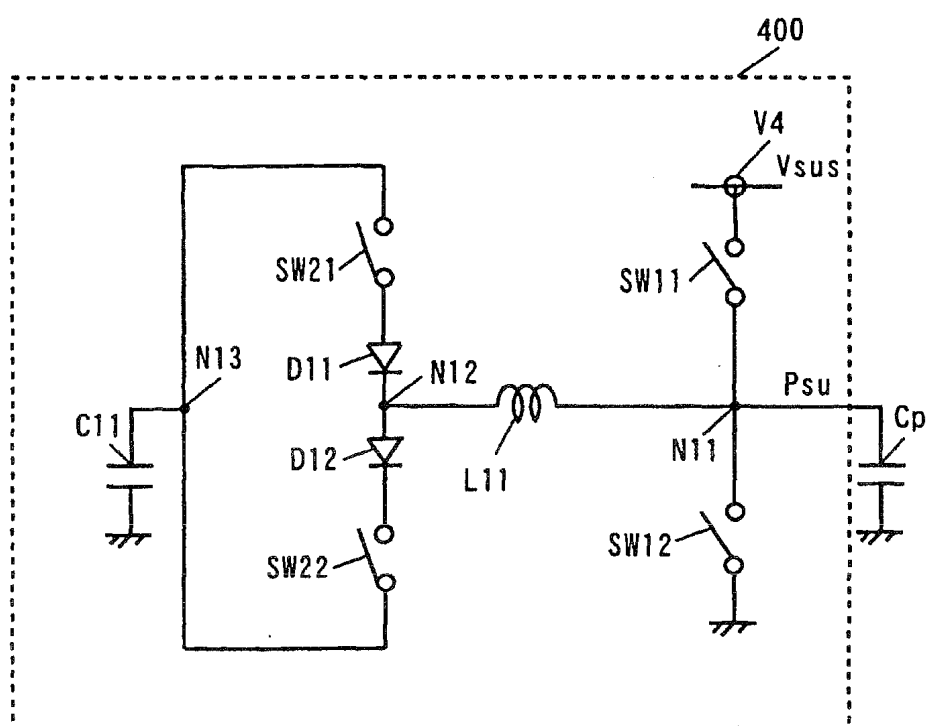 400
V4
Vsus
SW21
SW11
D11
N13
N12
Psu
C11
Cp
D12
L11
N11
SW22
SW12